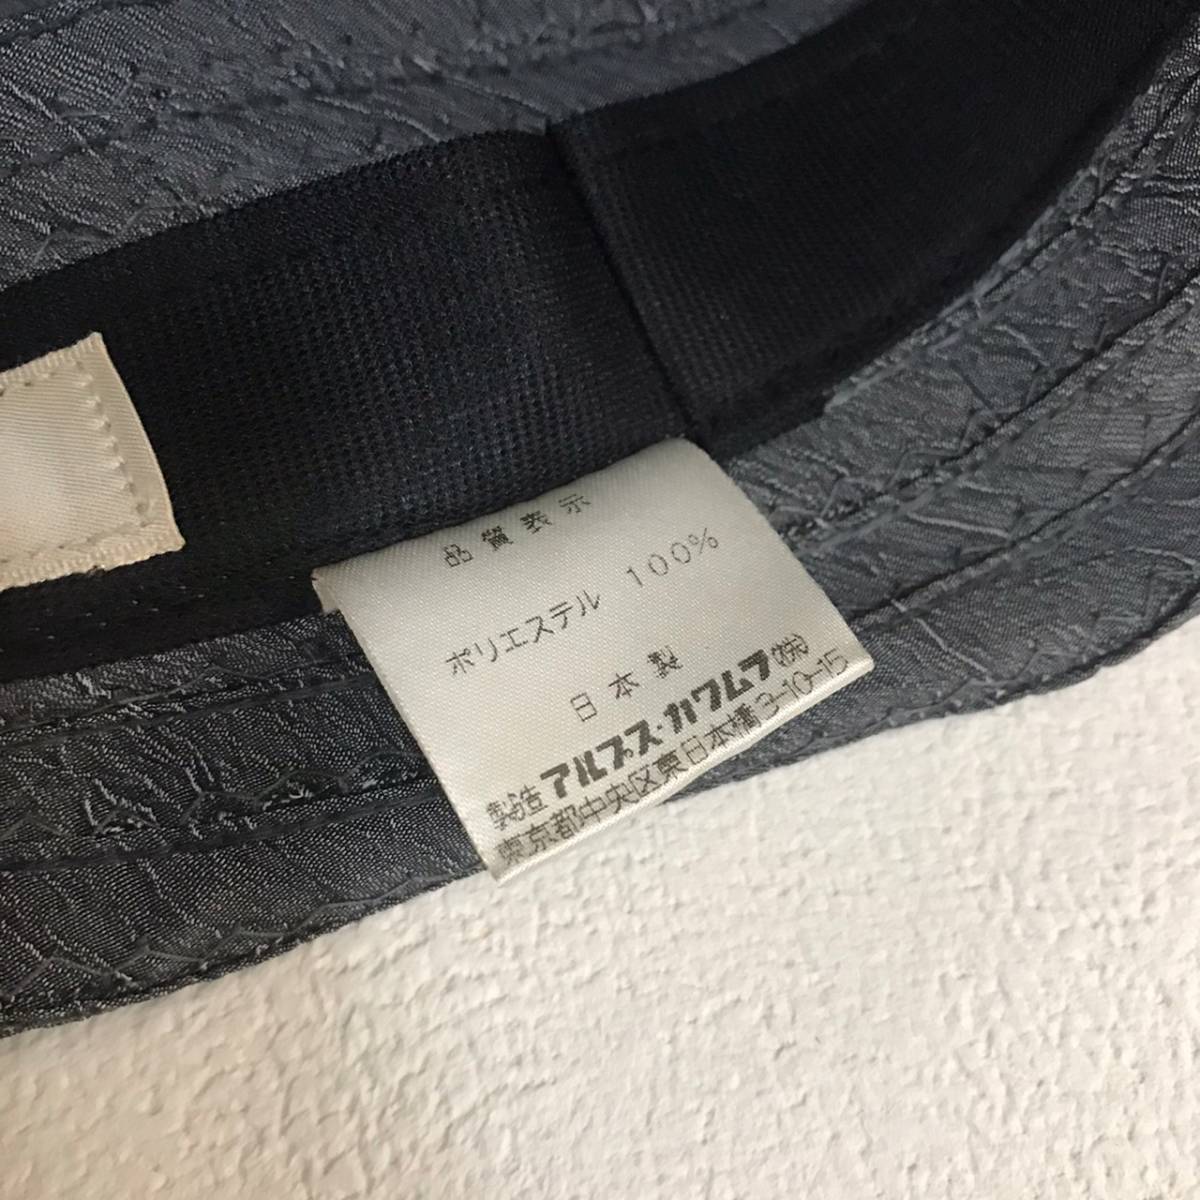 品質表示
ポリエステル 100%
日本製
製造 アルプス・カワムラ(株)
東京都中央区東日本橋3-10-15